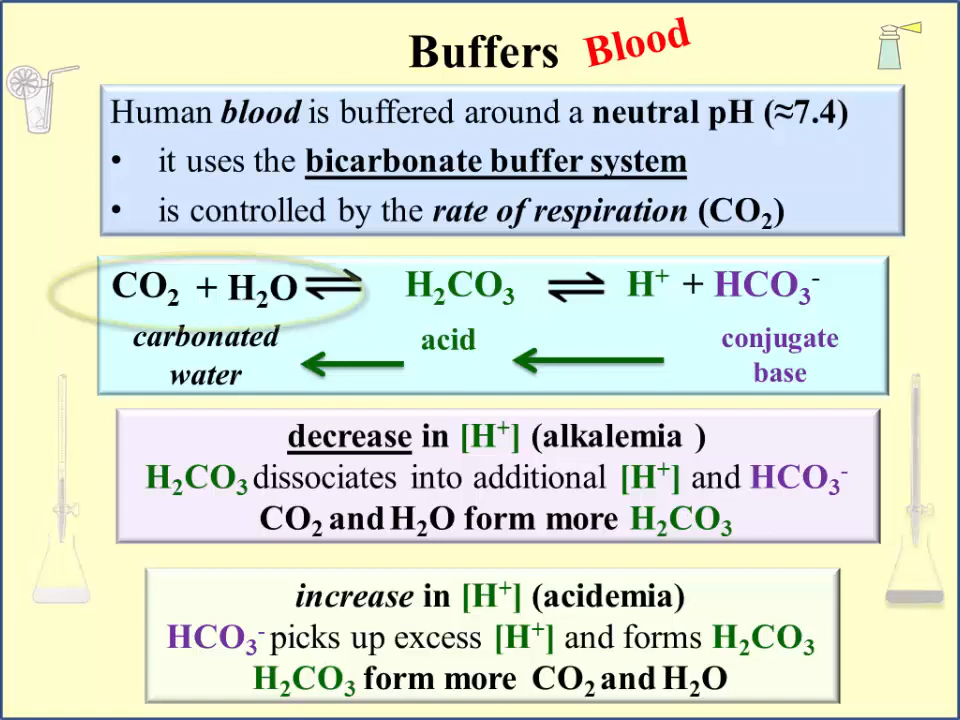 Buffers Blood
Human blood is buffered around a neutral pH (≈7.4)
• it uses the bicarbonate buffer system
• is controlled by the rate of respiration (CO₂)
CO₂ + H₂O ⇌ H₂CO₃ ⇌ H⁺ + HCO₃⁻
carbonated water
acid
conjugate base
decrease in [H⁺] (alkalemia )
H₂CO₃ dissociates into additional [H⁺] and HCO₃⁻
CO₂ and H₂O form more H₂CO₃
increase in [H⁺] (acidemia)
HCO₃⁻ picks up excess [H⁺] and forms H₂CO₃
H₂CO₃ form more CO₂ and H₂O